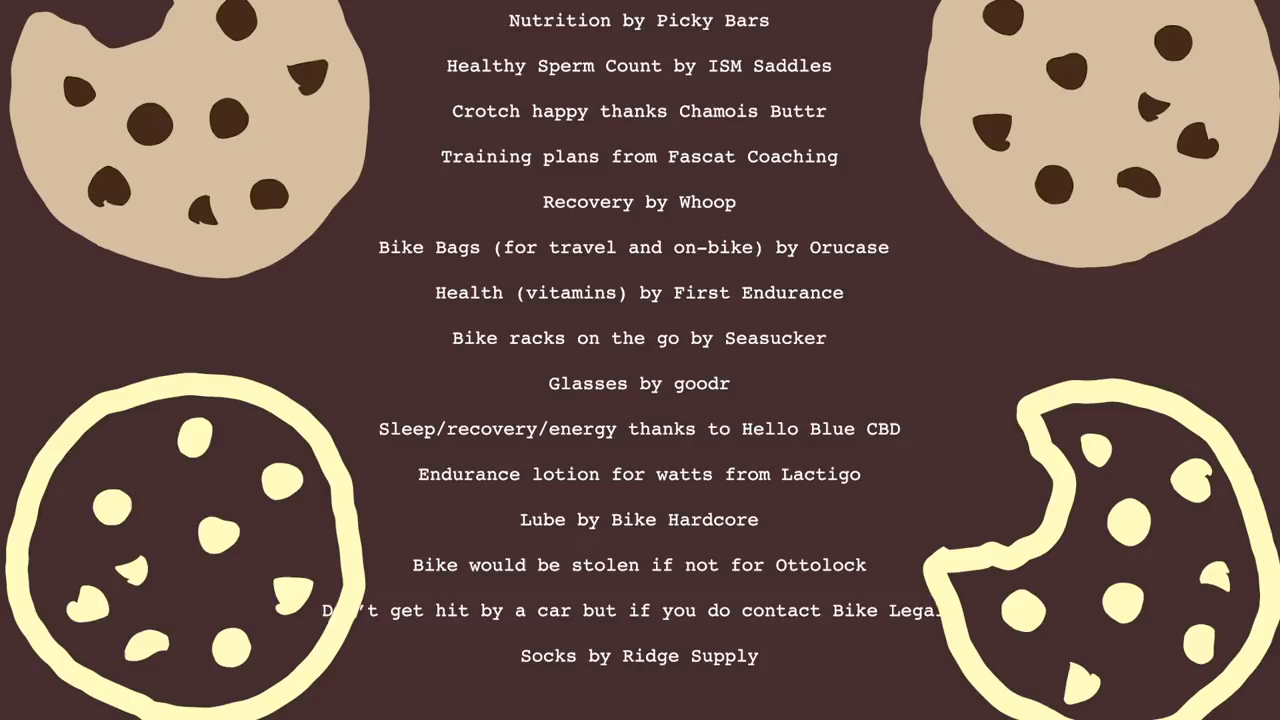 Nutrition by Picky Bars
Healthy Sperm Count by ISM Saddles
Crotch happy thanks Chamois Buttr
Training plans from Fascat Coaching
Recovery by Whoop
Bike Bags (for travel and on-bike) by Orucase
Health (vitamins) by First Endurance
Bike racks on the go by Seasucker
Glasses by goodr
Sleep/recovery/energy thanks to Hello Blue CBD
Endurance lotion for watts from Lactigo
Lube by Bike Hardcore
Bike would be stolen if not for Ottolock
Don't get hit by a car but if you do contact Bike Legal
Socks by Ridge Supply